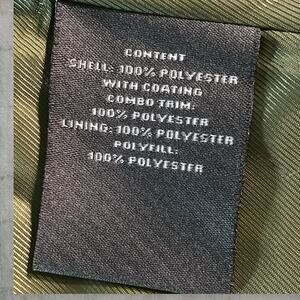 CONTENT
SHELL: 100% POLYESTER
WITH COATING
COMBO TRIM:
100% POLYESTER
LINING: 100% POLYESTER
POLYFILL:
100% POLYESTER